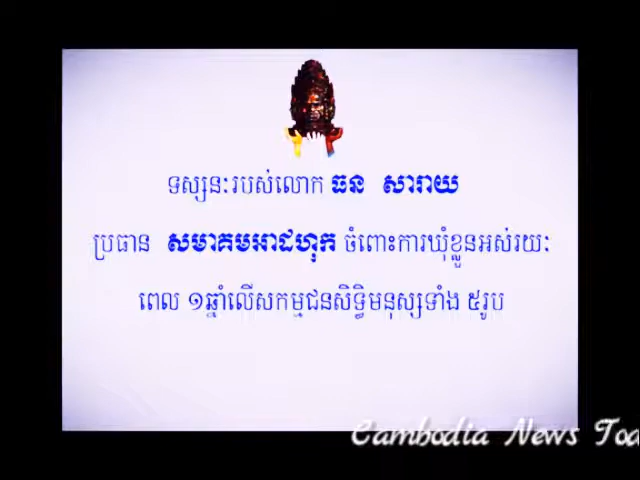 ទស្សនៈរបស់លោក ធន សារាយ
ប្រធាន សមាគមអាដហុក ចំពោះការឃុំខ្លួនអស់រយៈ
ពេល ១ឆ្នាំលើសកម្មជនសិទ្ធិមនុស្សទាំង ៥រូប
Cambodia News Toa